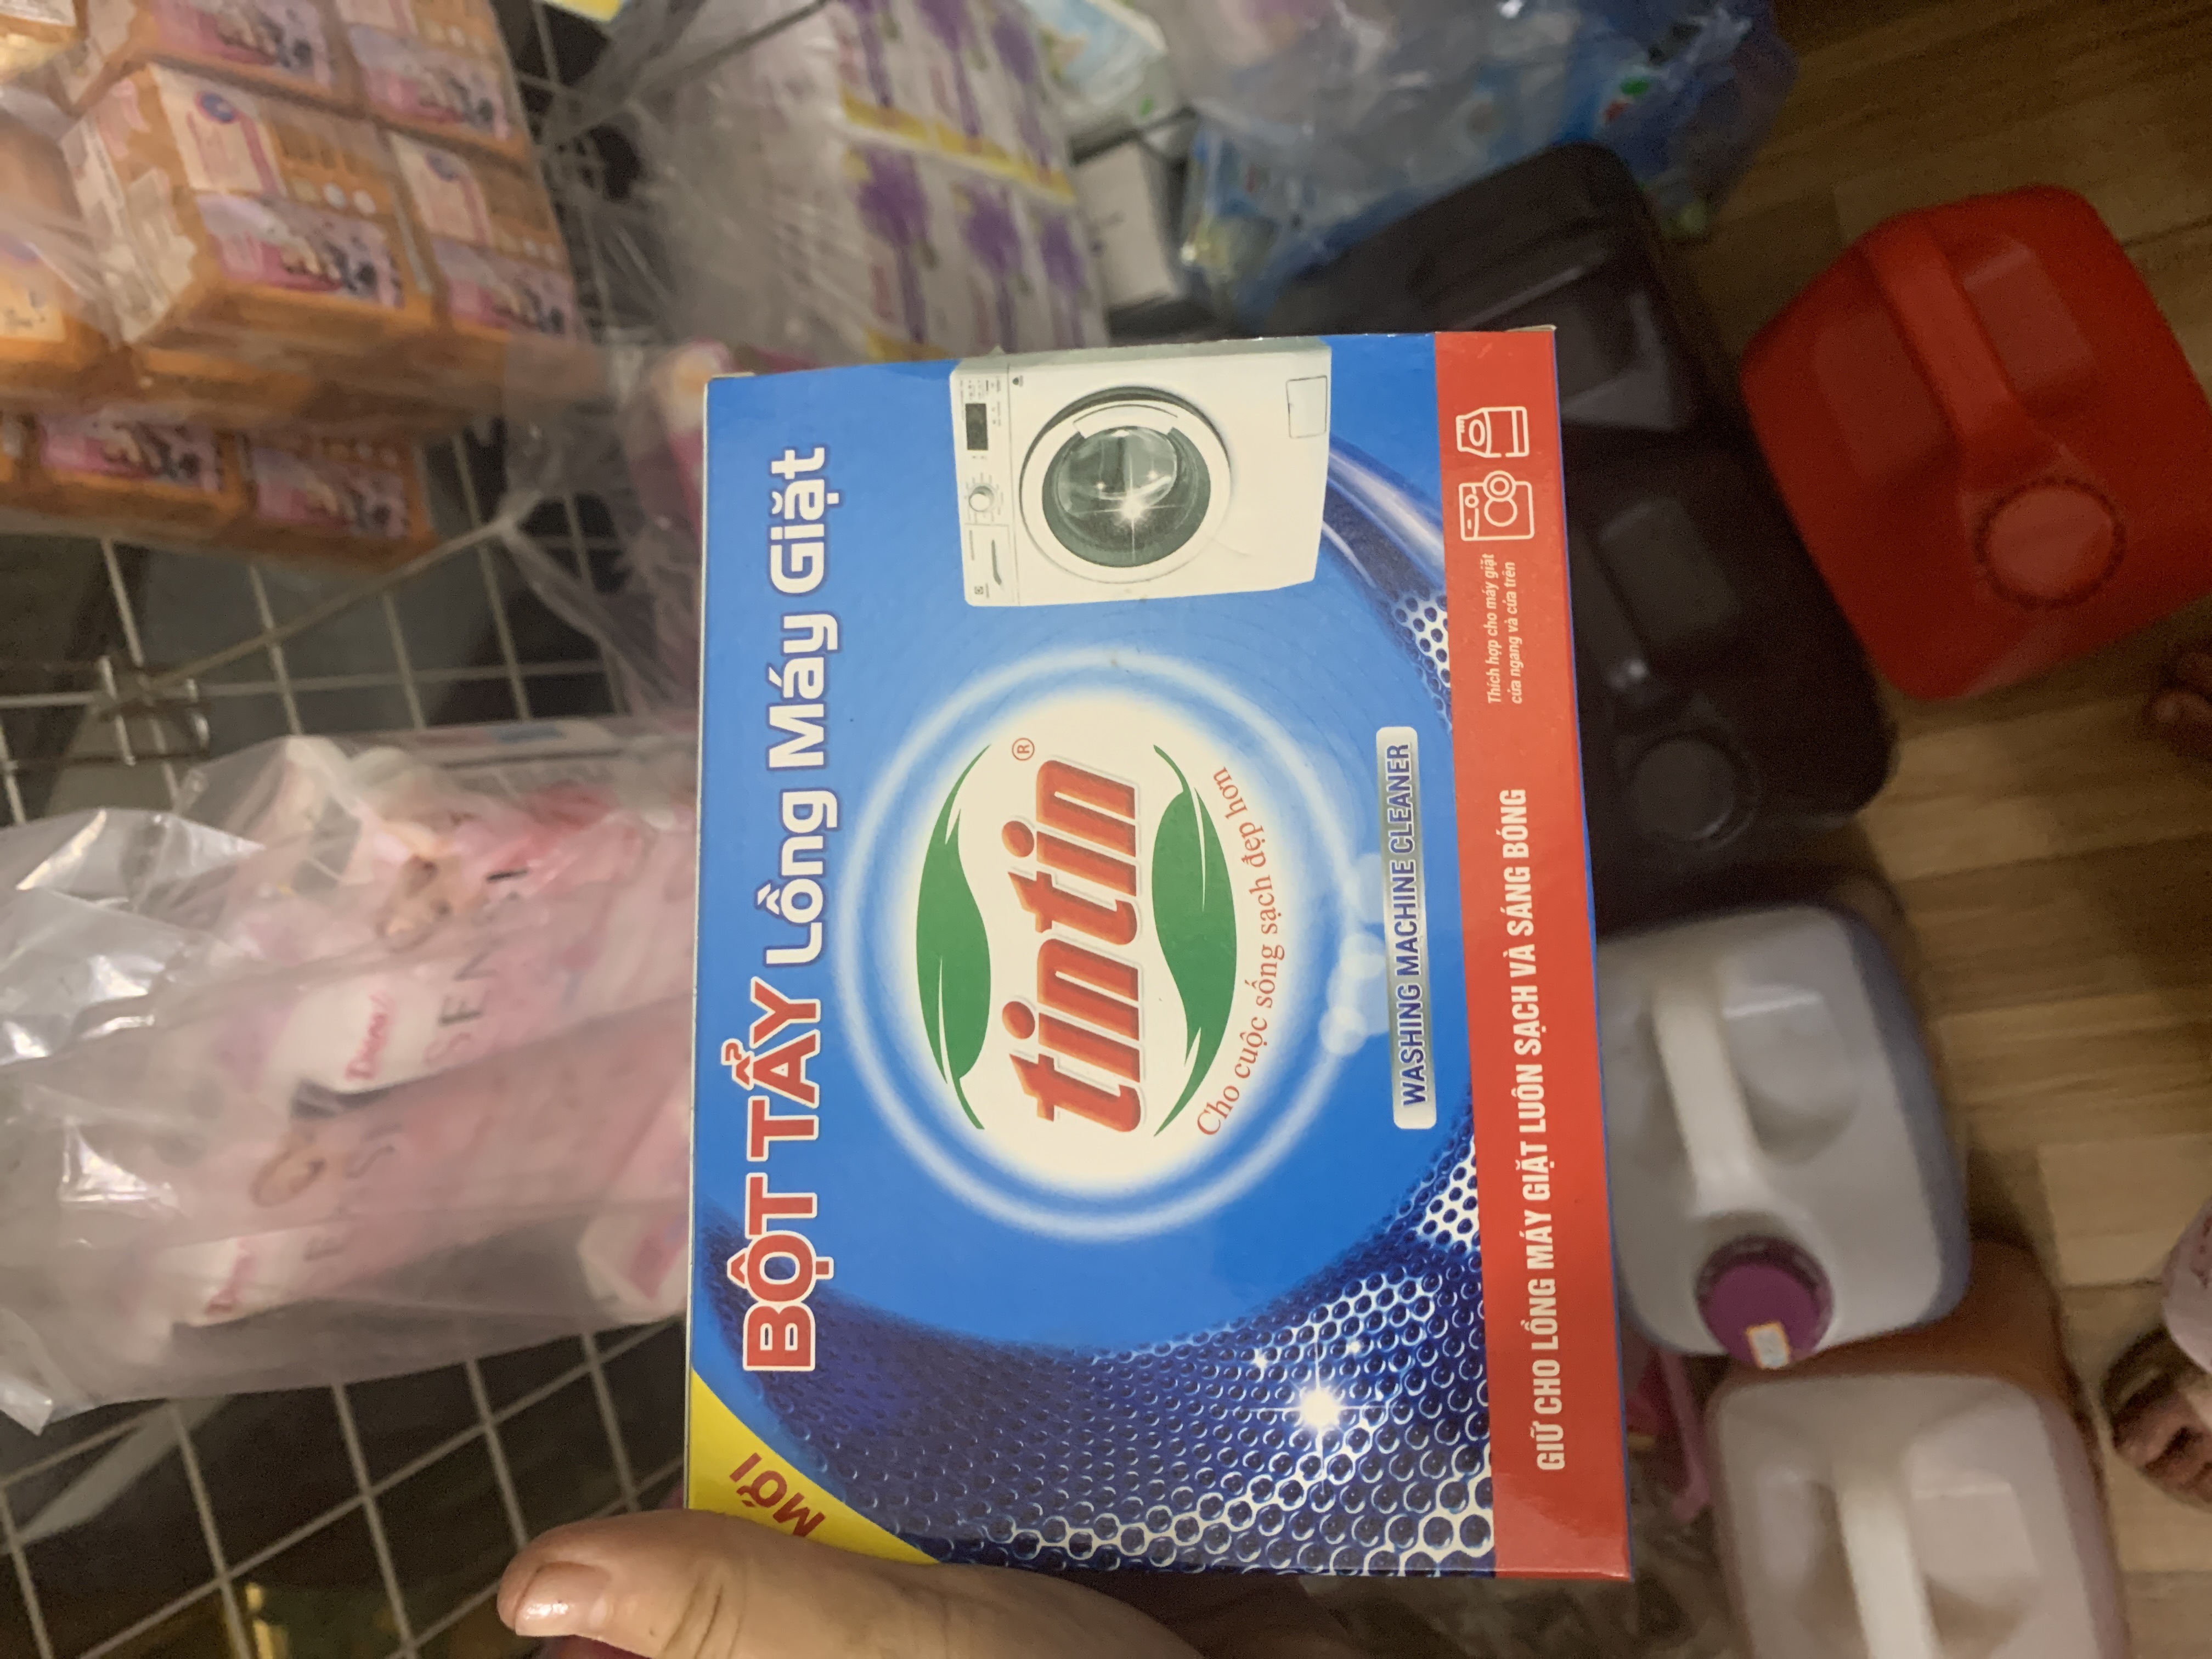 MỚI
BỘT TẨY Lồng Máy Giặt
tintin®
Cho cuộc sống sạch đẹp hơn
WASHING MACHINE CLEANER
GIỮ CHO LỒNG MÁY GIẶT LUÔN SẠCH VÀ SÁNG BÓNG
Thích hợp cho máy giặt
cửa ngang và cửa trên